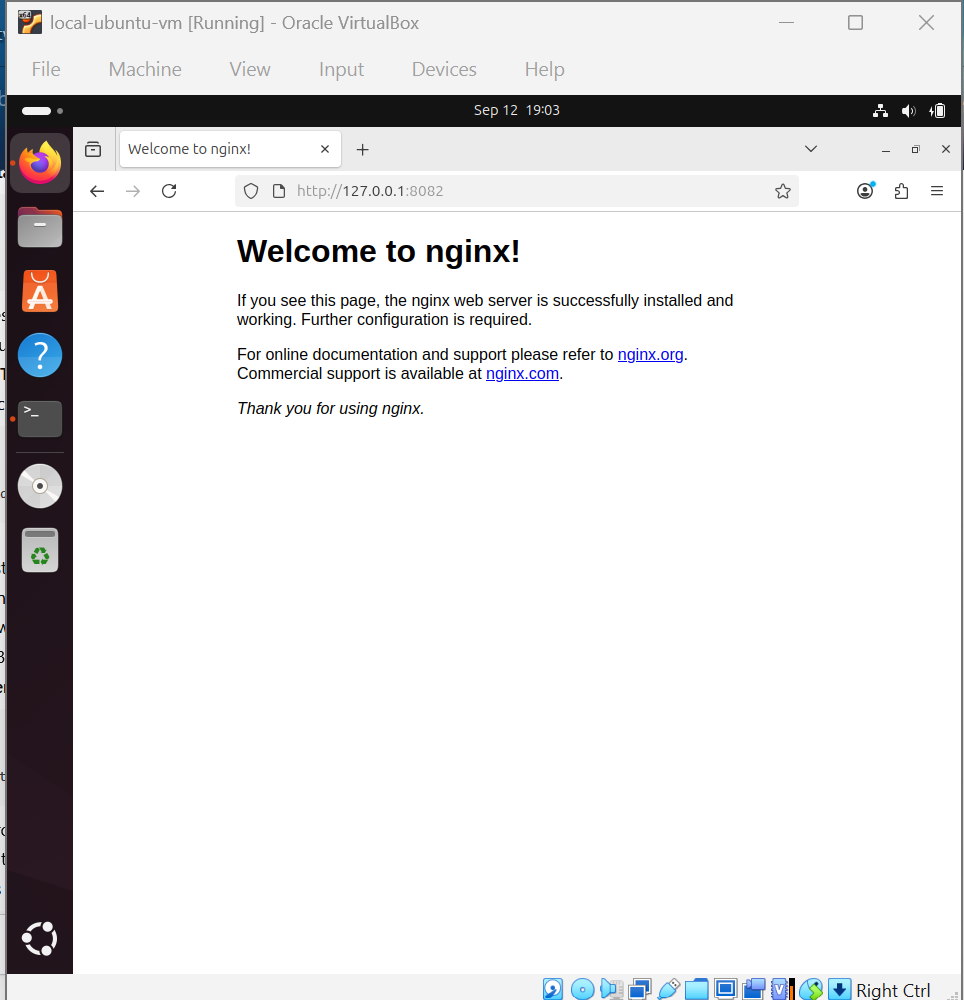 local-ubuntu-vm [Running] - Oracle VirtualBox
File Machine View Input Devices Help
Sep 12 19:03
Welcome to nginx!
http://127.0.0.1:8082
Welcome to nginx!
If you see this page, the nginx web server is successfully installed and
working. Further configuration is required.
For online documentation and support please refer to nginx.org.
Commercial support is available at nginx.com.
Thank you for using nginx.
Right Ctrl